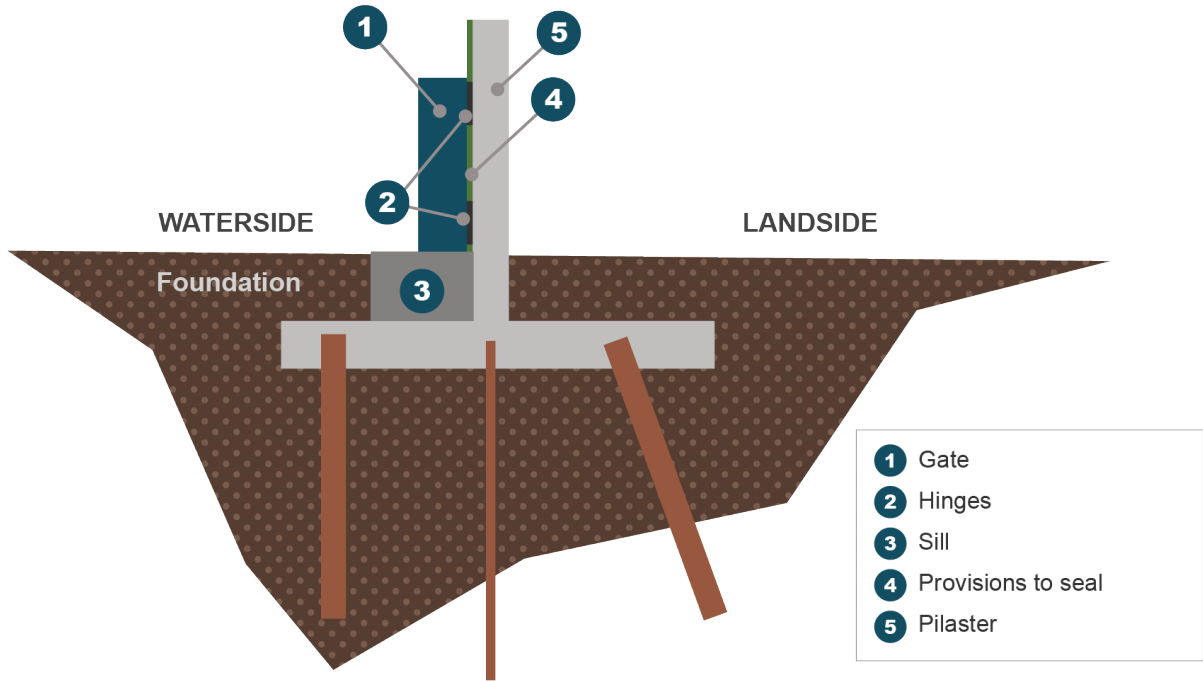 1
5
4
2
WATERSIDE
LANDSIDE
Foundation
3
1 Gate
2 Hinges
3 Sill
4 Provisions to seal
5 Pilaster